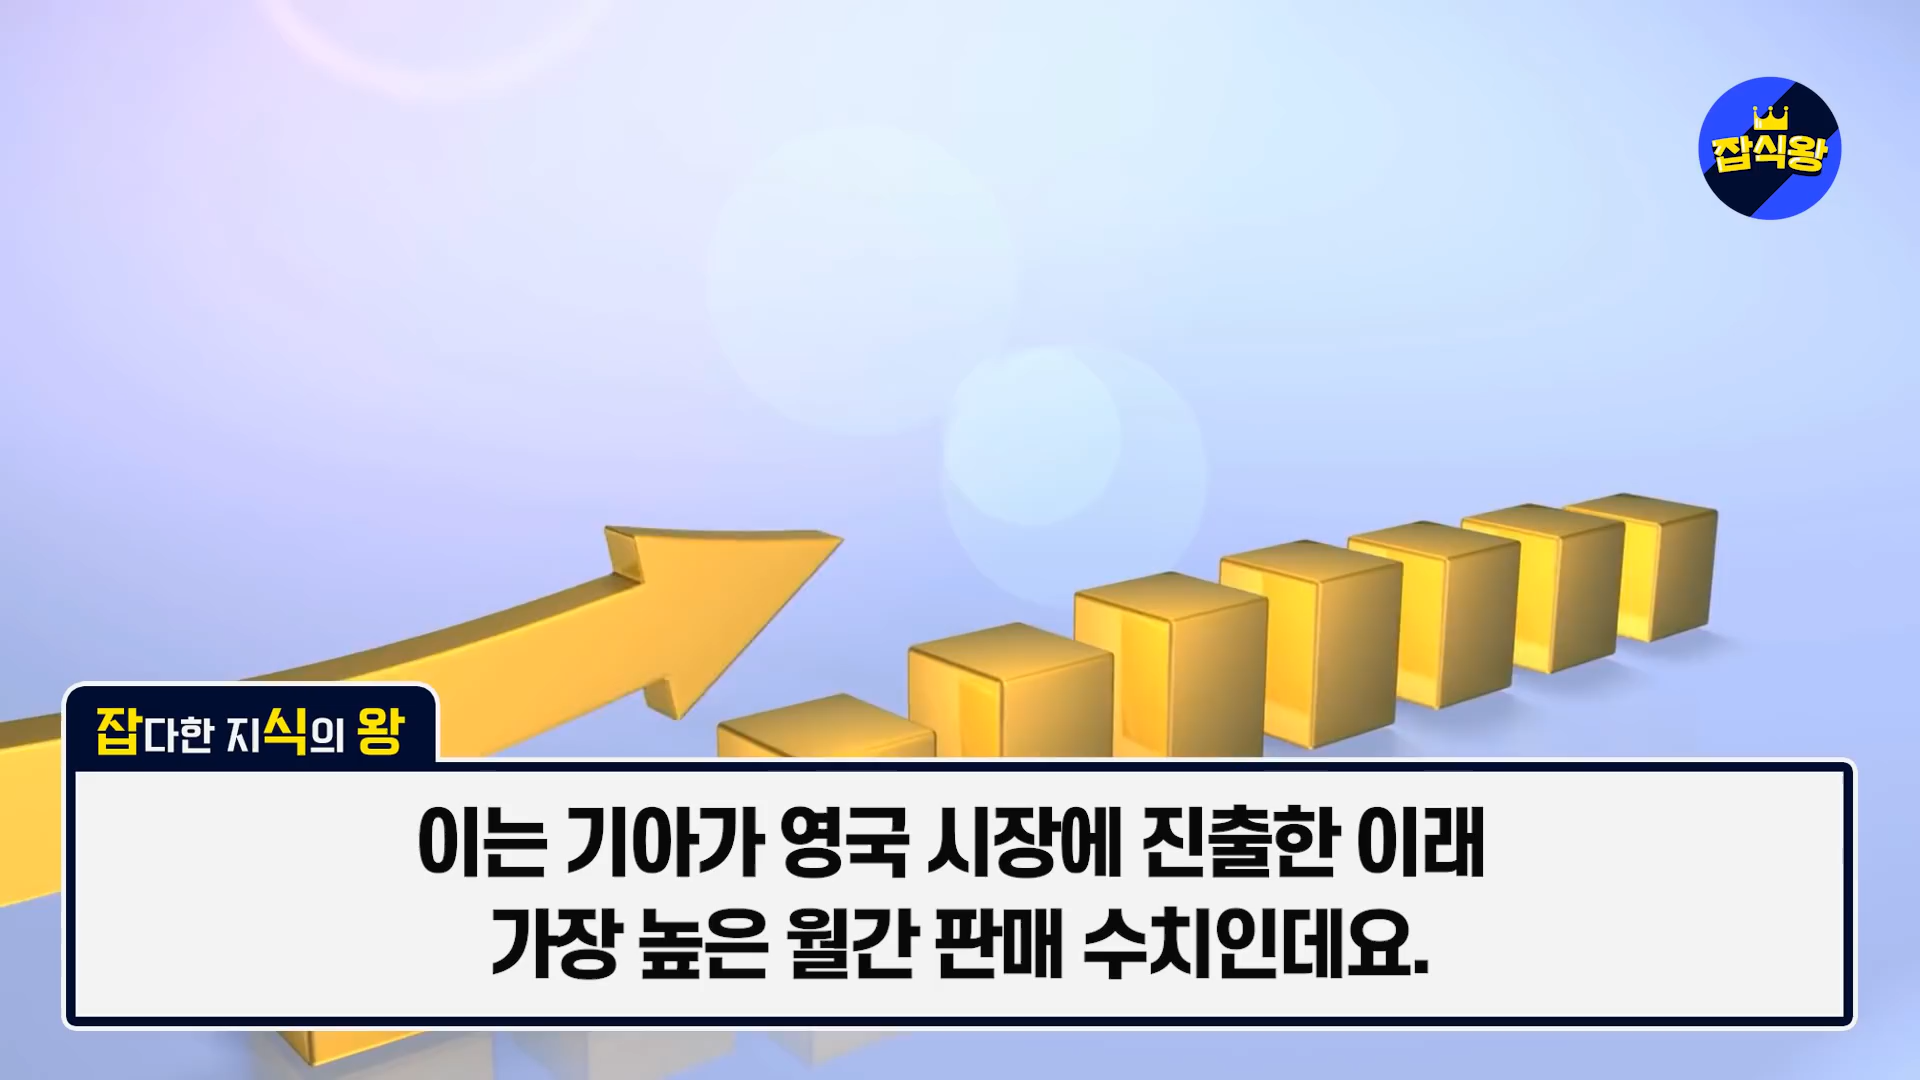 잡식왕
잡다한 지식의 왕
이는 기아가 영국 시장에 진출한 이래
가장 높은 월간 판매 수치인데요.